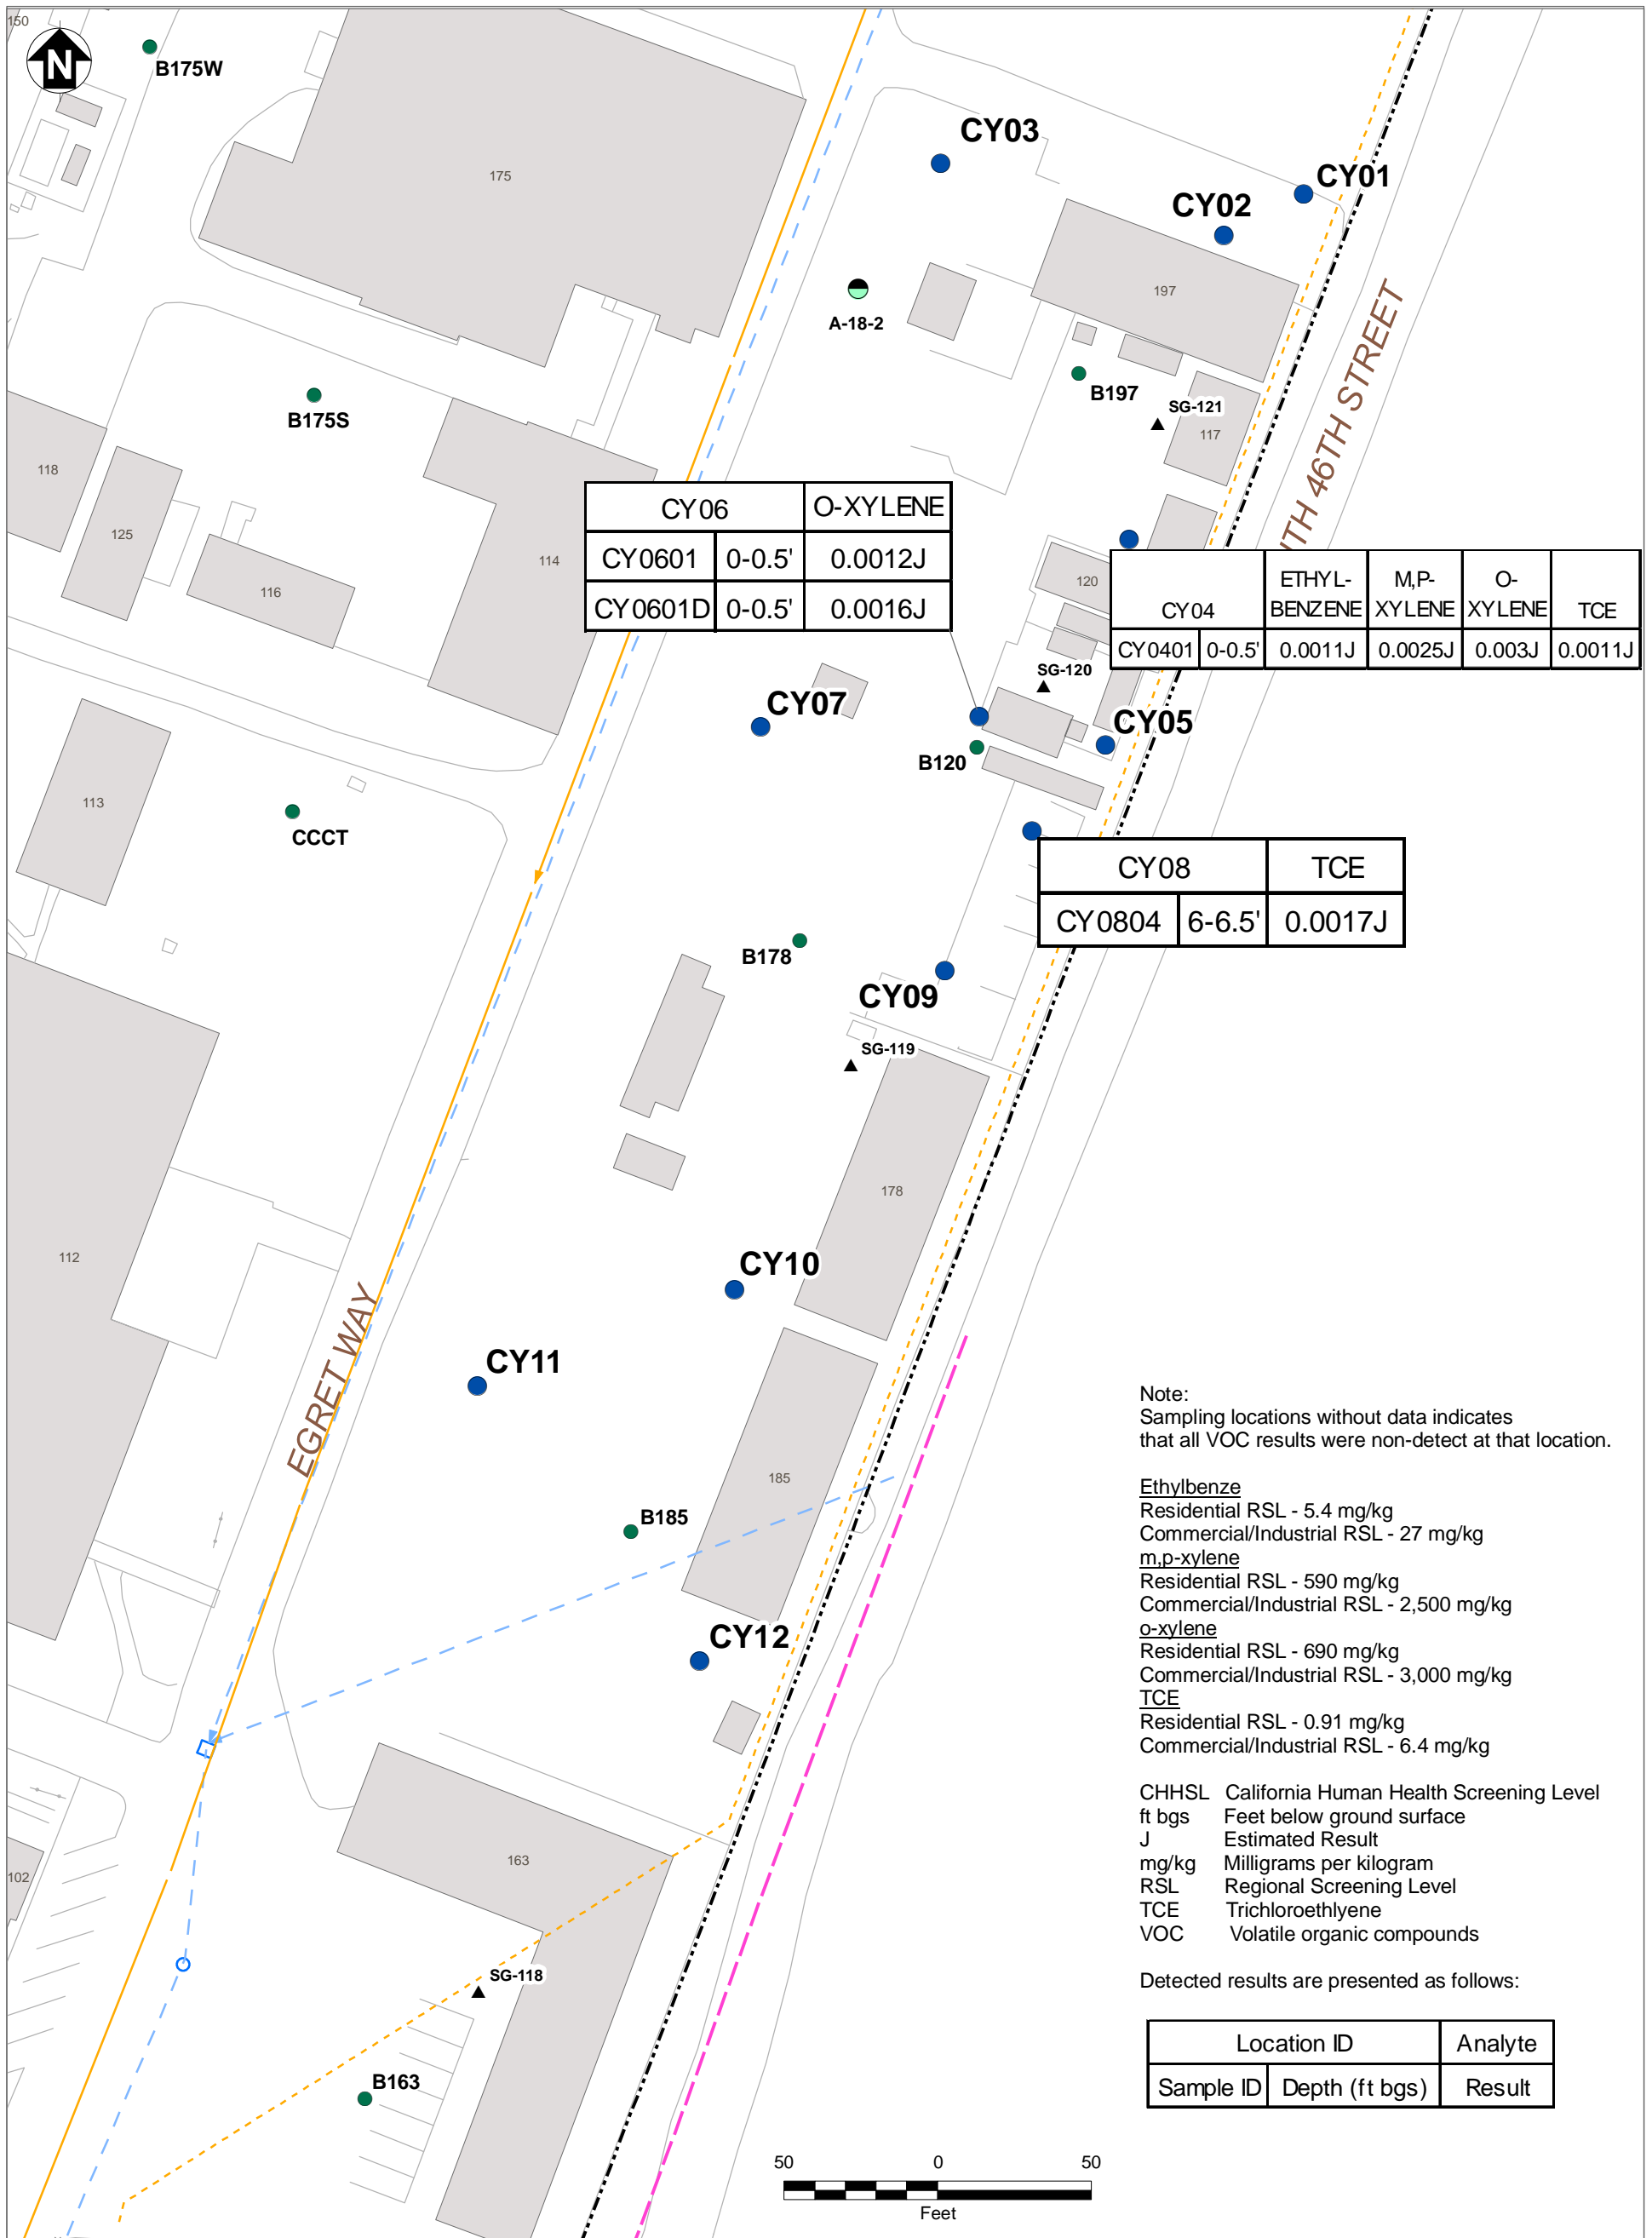 150
N
B175W
CY03
CY01
175
CY02
197
A-18-2
B197
SG-121
117
B175S
118
TH 46TH STREET
CY06 O-XYLENE
CY0601 0-0.5' 0.0012J
CY0601D 0-0.5' 0.0016J
125
114
116
120
CY04 ETHYL-BENZENE M,P-XYLENE O-XYLENE TCE
CY0401 0-0.5' 0.0011J 0.0025J 0.003J 0.0011J
SG-120
CY07
CY05
B120
113
CCCT
CY08 TCE
CY0804 6-6.5' 0.0017J
B178
CY09
SG-119
178
112
CY10
EGRET WAY
CY11
185
B185
CY12
163
102
SG-118
B163
Note:
Sampling locations without data indicates
that all VOC results were non-detect at that location.
Ethylbenze
Residential RSL - 5.4 mg/kg
Commercial/Industrial RSL - 27 mg/kg
m,p-xylene
Residential RSL - 590 mg/kg
Commercial/Industrial RSL - 2,500 mg/kg
o-xylene
Residential RSL - 690 mg/kg
Commercial/Industrial RSL - 3,000 mg/kg
TCE
Residential RSL - 0.91 mg/kg
Commercial/Industrial RSL - 6.4 mg/kg
CHHSL California Human Health Screening Level
ft bgs Feet below ground surface
J Estimated Result
mg/kg Milligrams per kilogram
RSL Regional Screening Level
TCE Trichloroethlyene
VOC Volatile organic compounds
Detected results are presented as follows:
Location ID Analyte
Sample ID Depth (ft bgs) Result
50 0 50
Feet